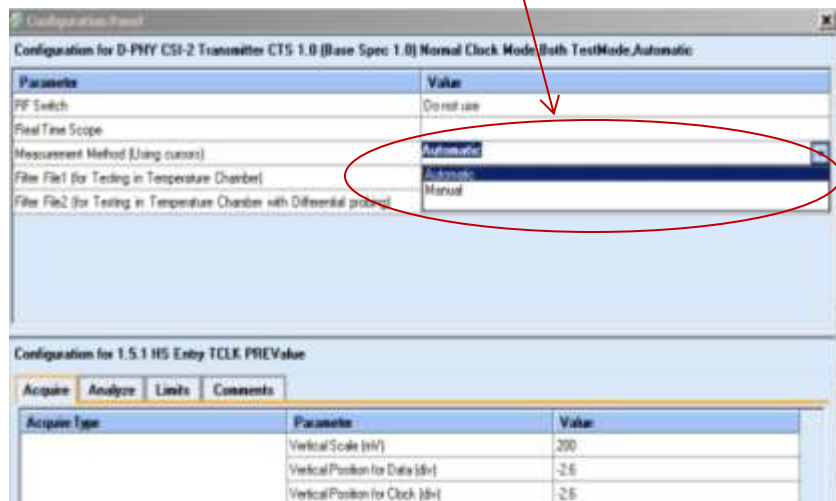 Configuration Panel
Configuration for D-PHY CSI-2 Transmitter CTS 1.0 (Base Spec 1.0) Normal Clock Mode,Both TestMode,Automatic
Parameter Value
RF Switch Do not use
Real Time Scope
Measurement Method (Using cursors) Automatic
Filter File1 (for Testing in Temperature Chamber) Automatic
Manual
Filter File2 (for Testing in Temperature Chamber with Differential probing)
Configuration for 1.5.1 HS Entry TCLK PREValue
Acquire Analyze Limits Comments
Acquire Type Parameter Value
Vertical Scale (mV) 200
Vertical Position for Data (div) -2.6
Vertical Position for Clock (div) -2.6